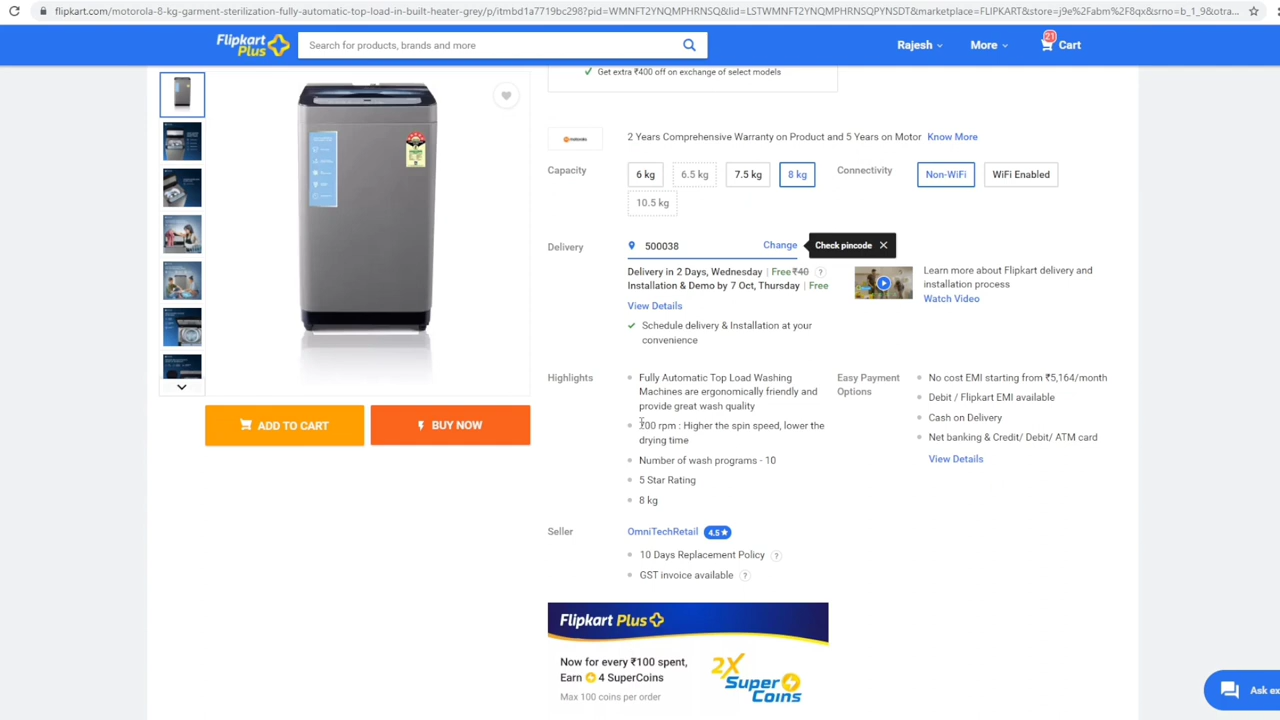 flipkart.com/motorola-8-kg-garment-sterilization-fully-automatic-top-load-in-built-heater-grey/p/itmbd1a7719bc298?pid=WMNFT2YNQMPHRNSQ&lid=LSTWMNFT2YNQMPHRNSQPYNSDT&marketplace=FLIPKART&store=j9e%2Fabm%2F8qx&srno=b_1_9&otra...
Flipkart Plus
Search for products, brands and more
Rajesh
More
21
Cart
Get extra ₹400 off on exchange of select models
motorola
2 Years Comprehensive Warranty on Product and 5 Years on Motor Know More
Capacity
6 kg
6.5 kg
7.5 kg
8 kg
10.5 kg
Connectivity
Non-WiFi
WiFi Enabled
Delivery
500038
Change
Check pincode
Delivery in 2 Days, Wednesday | Free ₹40 ?
Installation & Demo by 7 Oct, Thursday | Free
View Details
Schedule delivery & Installation at your
convenience
Learn more about Flipkart delivery and
installation process
Watch Video
Highlights
Fully Automatic Top Load Washing
Machines are ergonomically friendly and
provide great wash quality
700 rpm : Higher the spin speed, lower the
drying time
Number of wash programs - 10
5 Star Rating
8 kg
Easy Payment
Options
No cost EMI starting from ₹5,164/month
Debit / Flipkart EMI available
Cash on Delivery
Net banking & Credit/ Debit/ ATM card
View Details
ADD TO CART
BUY NOW
Seller
OmniTechRetail 4.5
10 Days Replacement Policy ?
GST invoice available ?
Flipkart Plus
Now for every ₹100 spent,
Earn 4 SuperCoins
Max 100 coins per order
2X
Super
Coins
Ask ex